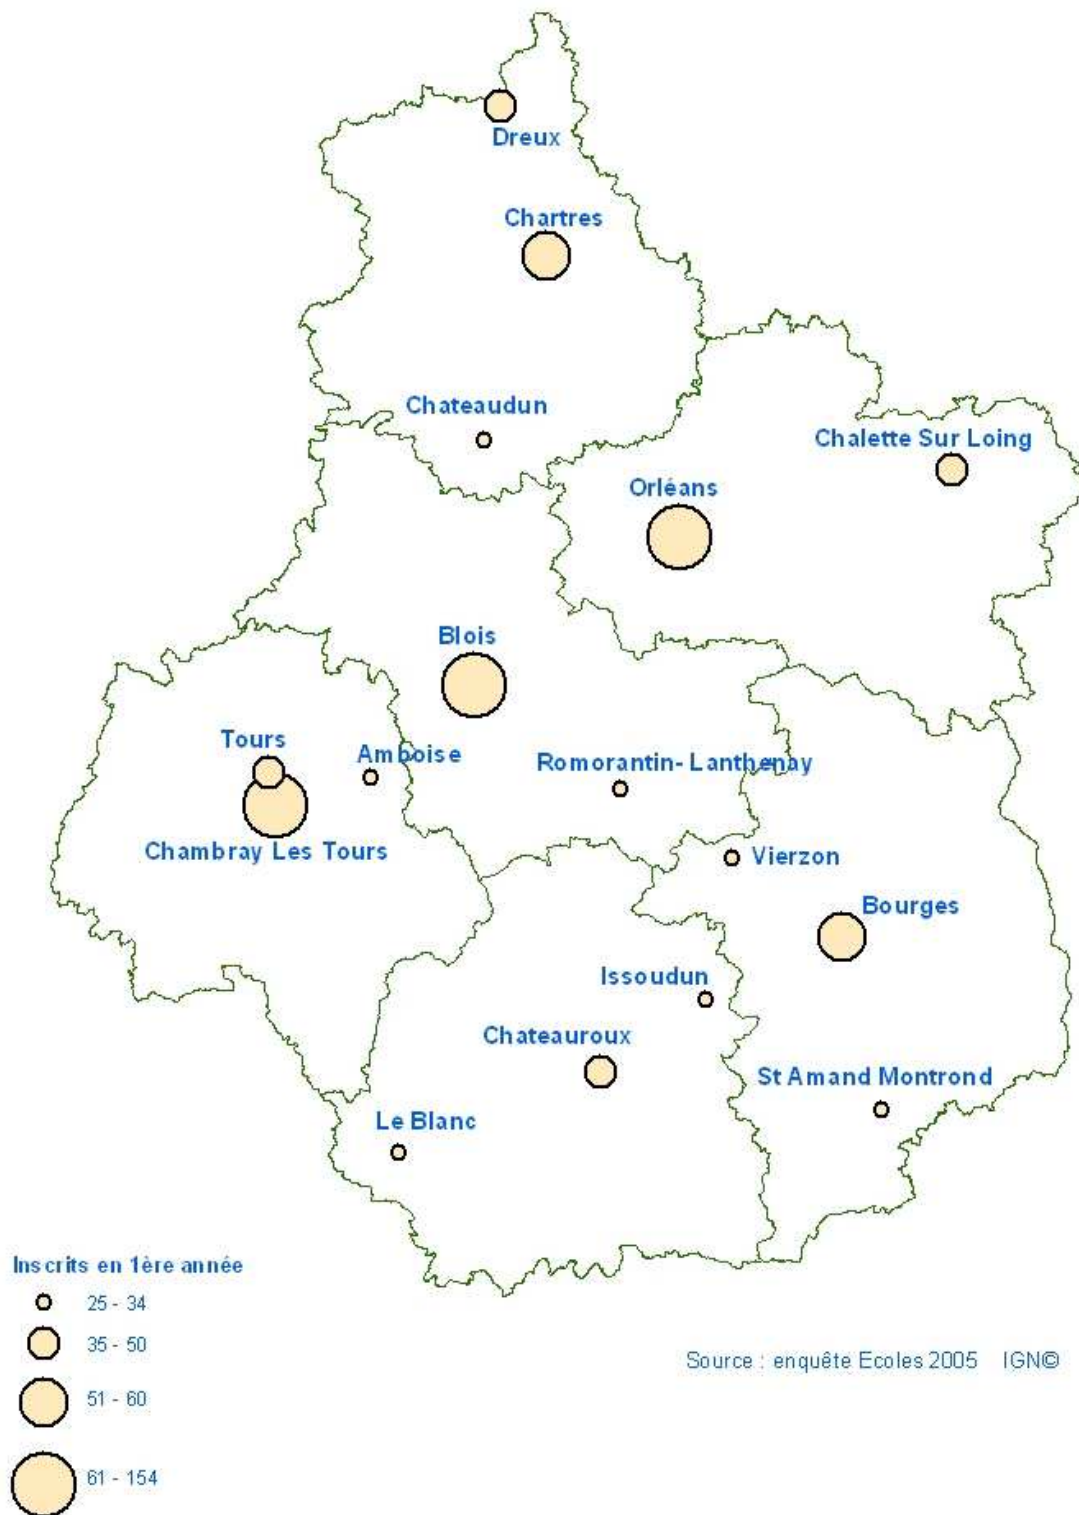 Dreux
Chartres
Chateaudun
Chalette Sur Loing
Orléans
Blois
Tours
Amboise
Romorantin- Lanthenay
Chambray Les Tours
Vierzon
Bourges
Issoudun
Chateauroux
St Amand Montrond
Le Blanc
Inscrits en 1ère année
25 - 34
35 - 50
51 - 60
61 - 154
Source : enquête Ecoles 2005 IGN©